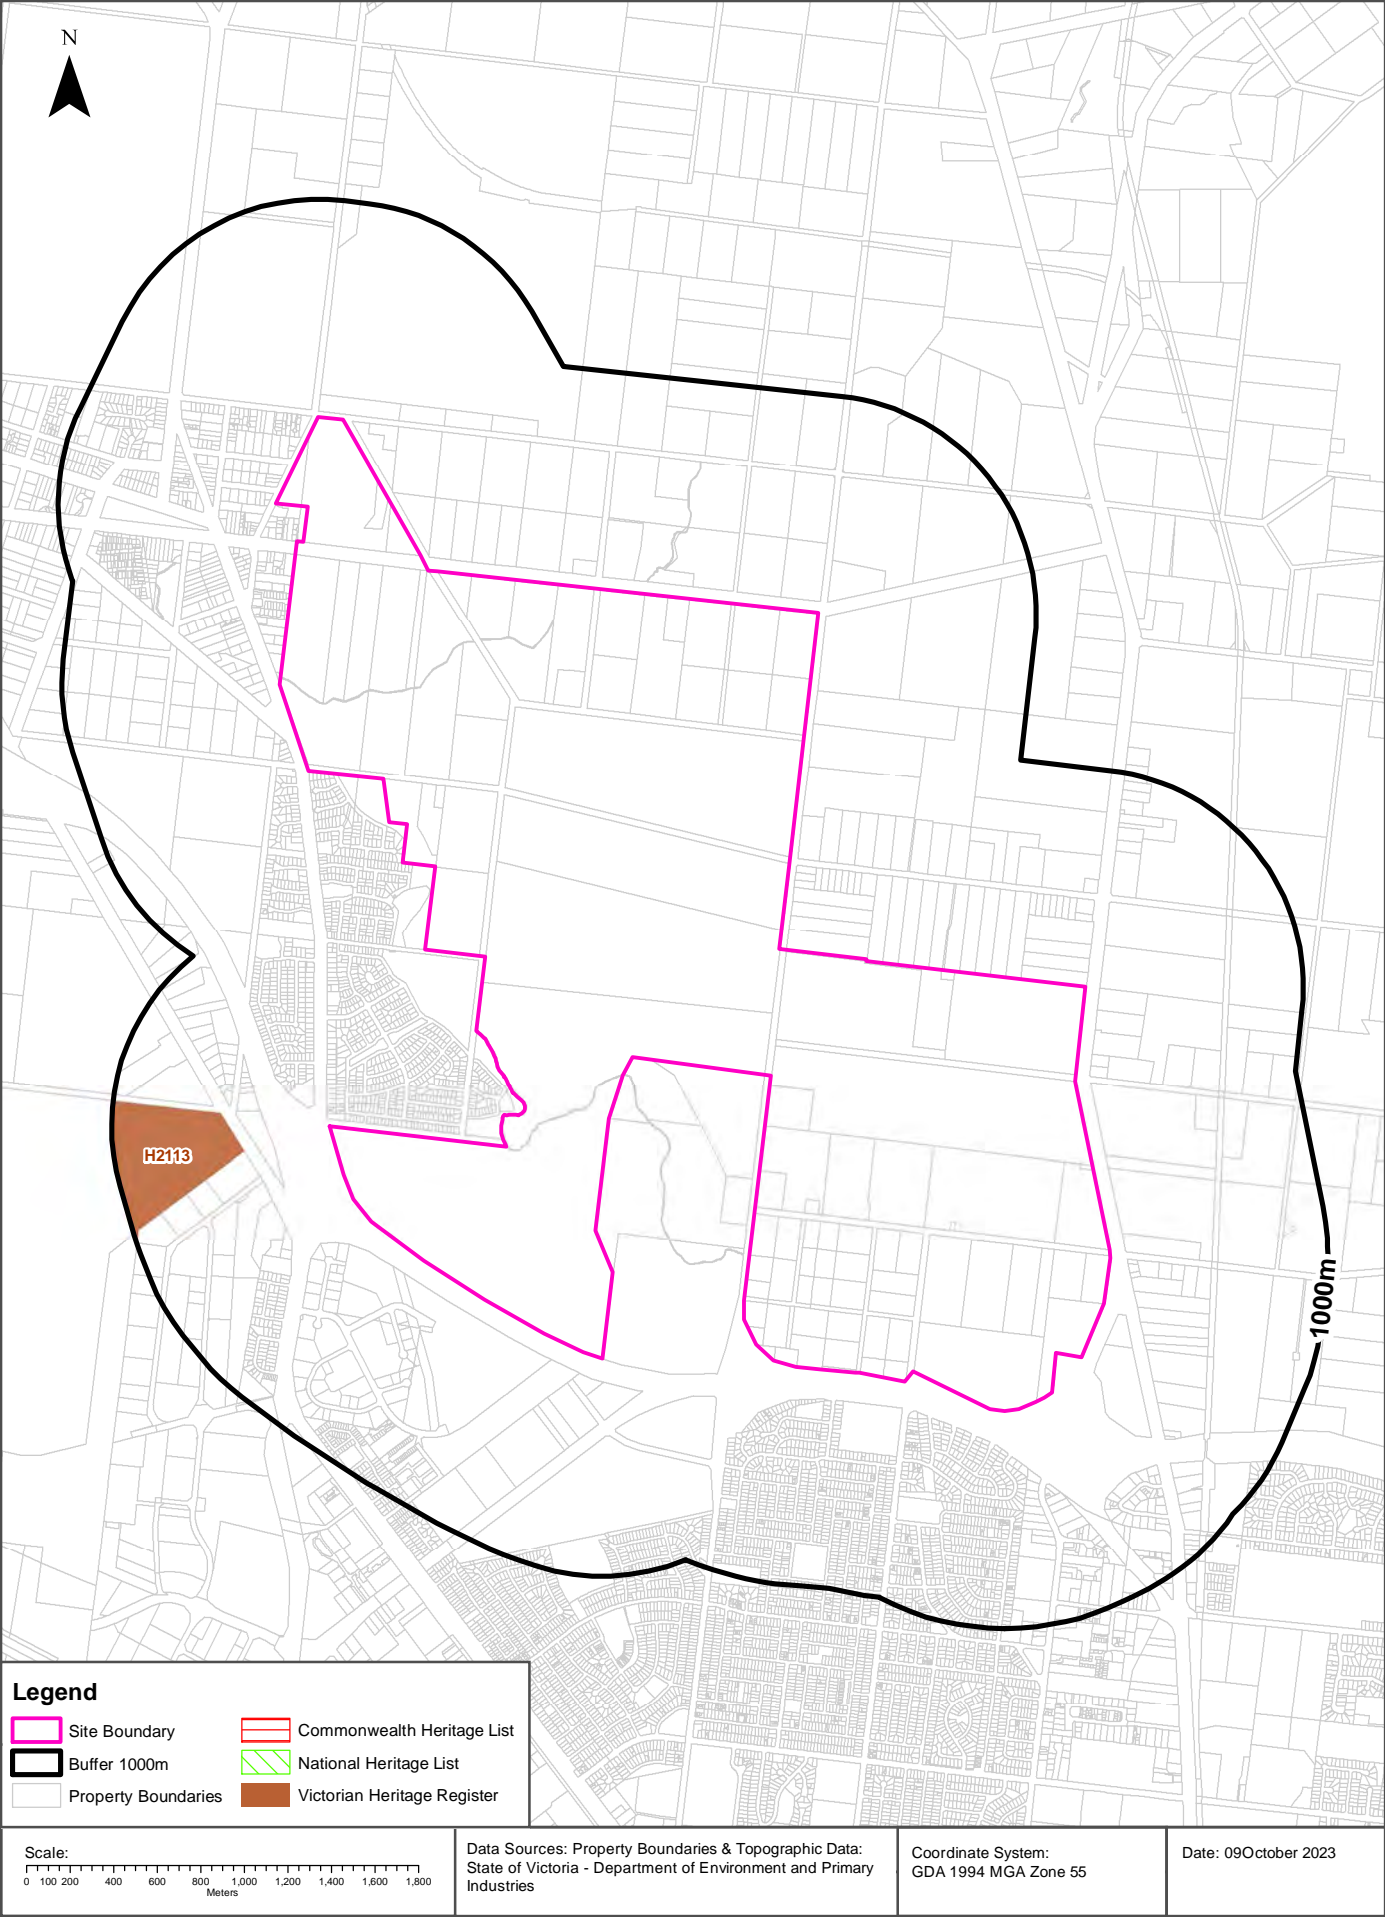 N
H2113
1000m
Legend
Site Boundary
Buffer 1000m
Property Boundaries
Commonwealth Heritage List
National Heritage List
Victorian Heritage Register
Scale:
0 100 200 400 600 800 1,000 1,200 1,400 1,600 1,800
Meters
Data Sources: Property Boundaries & Topographic Data:
State of Victoria - Department of Environment and Primary
Industries
Coordinate System:
GDA 1994 MGA Zone 55
Date: 09October 2023